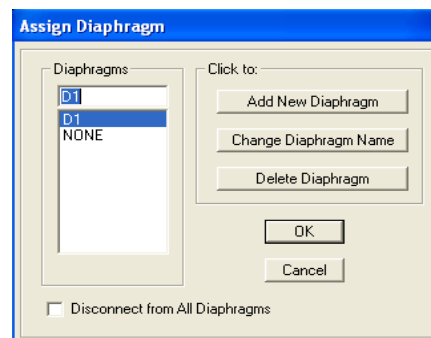 Assign Diaphragm
Diaphragms
D1
D1
NONE
Click to:
Add New Diaphragm
Change Diaphragm Name
Delete Diaphragm
OK
Cancel
Disconnect from All Diaphragms